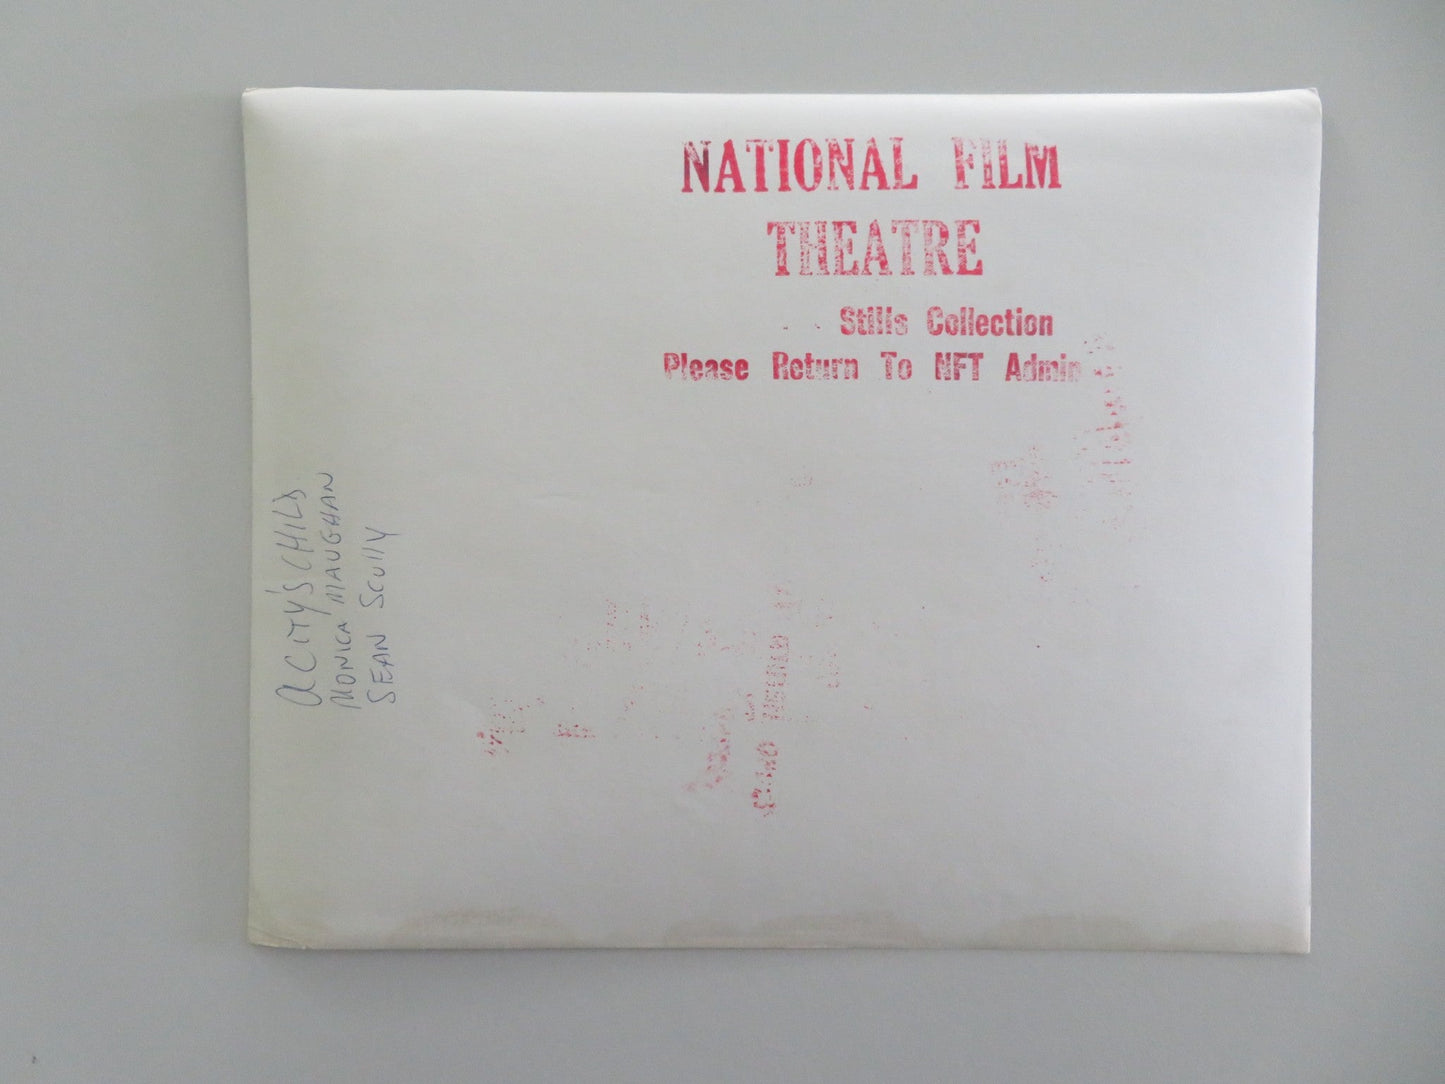 NATIONAL FILM
THEATRE
Stills Collection
Please Return To NFT Admin
A CITY'S CHILD
MONICA MAUGHAN
SEAN SCULLY